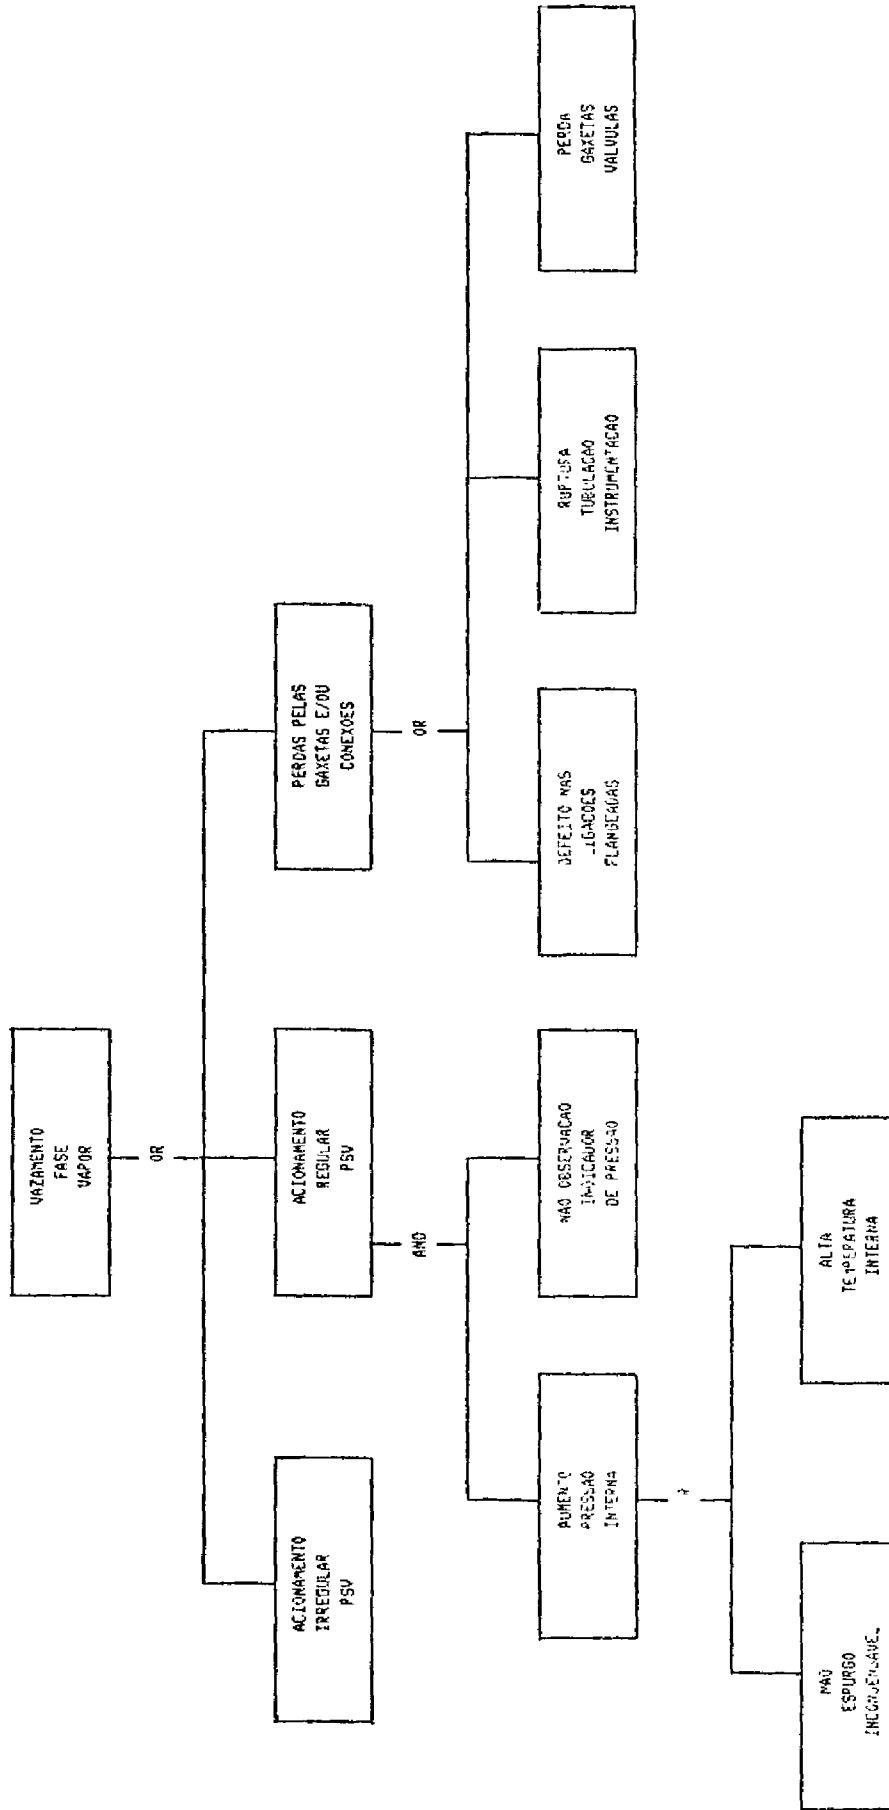 VAZAMENTO
FASE
VAPOR
OR
ACIONAMENTO
IRREGULAR
PSV
ACIONAMENTO
REGULAR
PSV
PERDAS PELAS
GAXETAS E/OU
CONEXOES
AND
OR
AUMENTO
PRESSAO
INTERNA
NAO OBSERVACAO
INDICADOR
DE PRESSAO
DEFEITO NAS
LIGACOES
FLANGEADAS
RUPTURA
TUBULACAO
INSTRUMENTACAO
PERDA
GAXETAS
VALVULAS
NAO
ESPURGO
INCONDENSAVEL
ALTA
TEMPERATURA
INTERNA